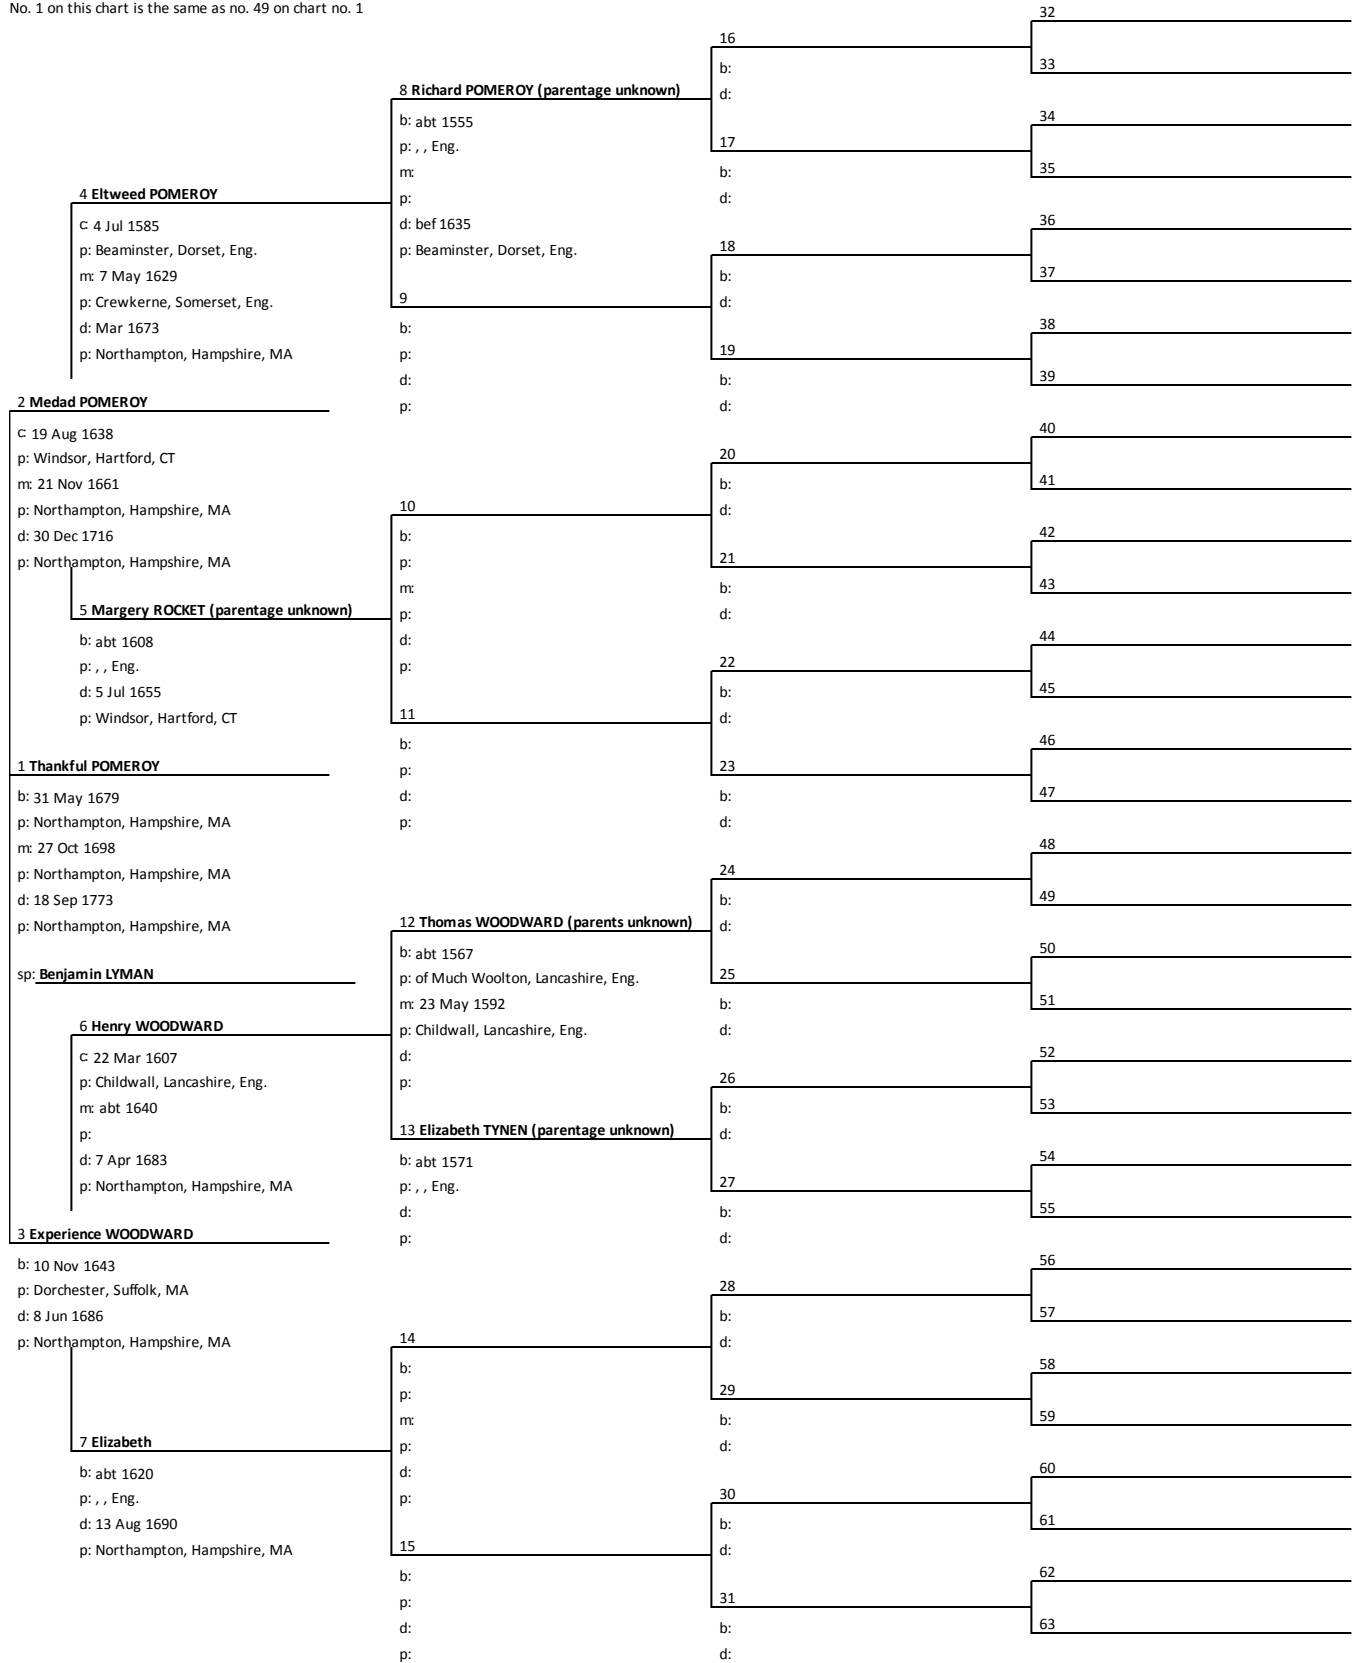 No. 1 on this chart is the same as no. 49 on chart no. 1
4 Eltweed POMEROY
c: 4 Jul 1585
p: Beaminster, Dorset, Eng.
m: 7 May 1629
p: Crewkerne, Somerset, Eng.
d: Mar 1673
p: Northampton, Hampshire, MA
2 Medad POMEROY
c: 19 Aug 1638
p: Windsor, Hartford, CT
m: 21 Nov 1661
p: Northampton, Hampshire, MA
d: 30 Dec 1716
p: Northampton, Hampshire, MA
5 Margery ROCKET (parentage unknown)
b: abt 1608
p: , , Eng.
d: 5 Jul 1655
p: Windsor, Hartford, CT
1 Thankful POMEROY
b: 31 May 1679
p: Northampton, Hampshire, MA
m: 27 Oct 1698
p: Northampton, Hampshire, MA
d: 18 Sep 1773
p: Northampton, Hampshire, MA
sp: Benjamin LYMAN
6 Henry WOODWARD
c: 22 Mar 1607
p: Childwall, Lancashire, Eng.
m: abt 1640
p:
d: 7 Apr 1683
p: Northampton, Hampshire, MA
3 Experience WOODWARD
b: 10 Nov 1643
p: Dorchester, Suffolk, MA
d: 8 Jun 1686
p: Northampton, Hampshire, MA
7 Elizabeth
b: abt 1620
p: , , Eng.
d: 13 Aug 1690
p: Northampton, Hampshire, MA
8 Richard POMEROY (parentage unknown)
b: abt 1555
p: , , Eng.
m:
p:
d: bef 1635
p: Beaminster, Dorset, Eng.
9
b:
p:
d:
p:
10
b:
p:
m:
p:
d:
p:
11
b:
p:
d:
p:
12 Thomas WOODWARD (parents unknown)
b: abt 1567
p: of Much Woolton, Lancashire, Eng.
m: 23 May 1592
p: Childwall, Lancashire, Eng.
d:
p:
13 Elizabeth TYNEN (parentage unknown)
b: abt 1571
p: , , Eng.
d:
p:
14
b:
p:
m:
p:
d:
p:
15
b:
p:
d:
p:
16
b:
d:
17
b:
d:
18
b:
d:
19
b:
d:
20
b:
d:
21
b:
d:
22
b:
d:
23
b:
d:
24
b:
d:
25
b:
d:
26
b:
d:
27
b:
d:
28
b:
d:
29
b:
d:
30
b:
d:
31
b:
d:
32
33
34
35
36
37
38
39
40
41
42
43
44
45
46
47
48
49
50
51
52
53
54
55
56
57
58
59
60
61
62
63